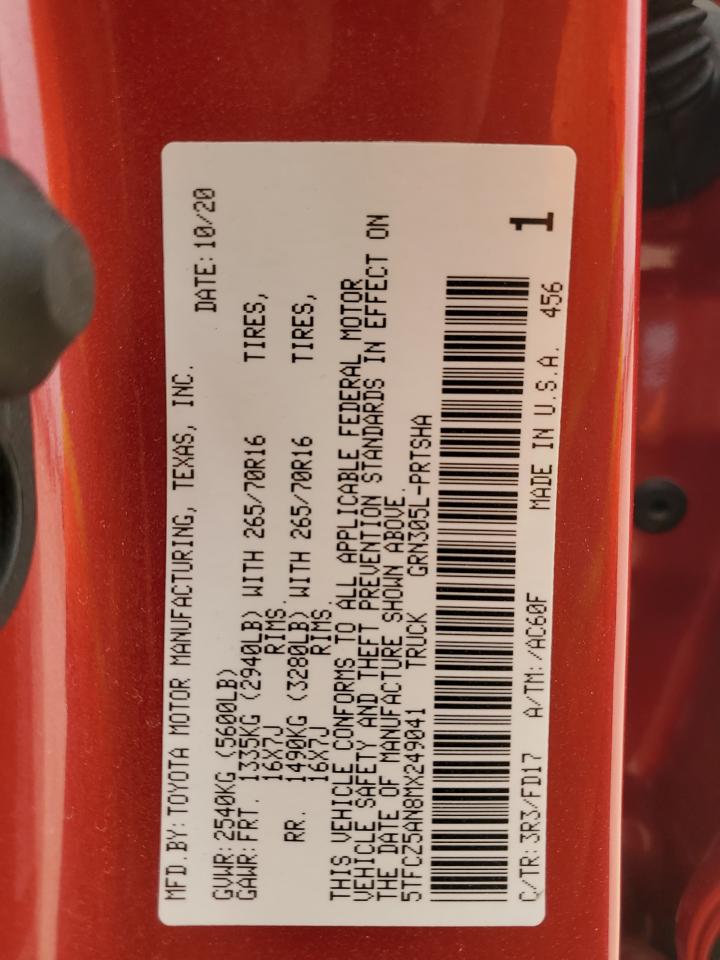 MFD.BY:TOYOTA MOTOR MANUFACTURING, TEXAS, INC.
DATE:10/20
GVWR:2540KG (5600LB)
GAWR:FRT. 1335KG (2940LB) WITH 265/70R16 TIRES,
16X7J RIMS.
RR. 1490KG (3280LB) WITH 265/70R16 TIRES,
16X7J RIMS.
THIS VEHICLE CONFORMS TO ALL APPLICABLE FEDERAL MOTOR
VEHICLE SAFETY AND THEFT PREVENTION STANDARDS IN EFFECT ON
THE DATE OF MANUFACTURE SHOWN ABOVE.
5TFCZ5AN8MX249041 TRUCK GRN305L-PRTSHA
1
C/TR:3R3/FD17 A/TM:/AC60F MADE IN U.S.A. 456